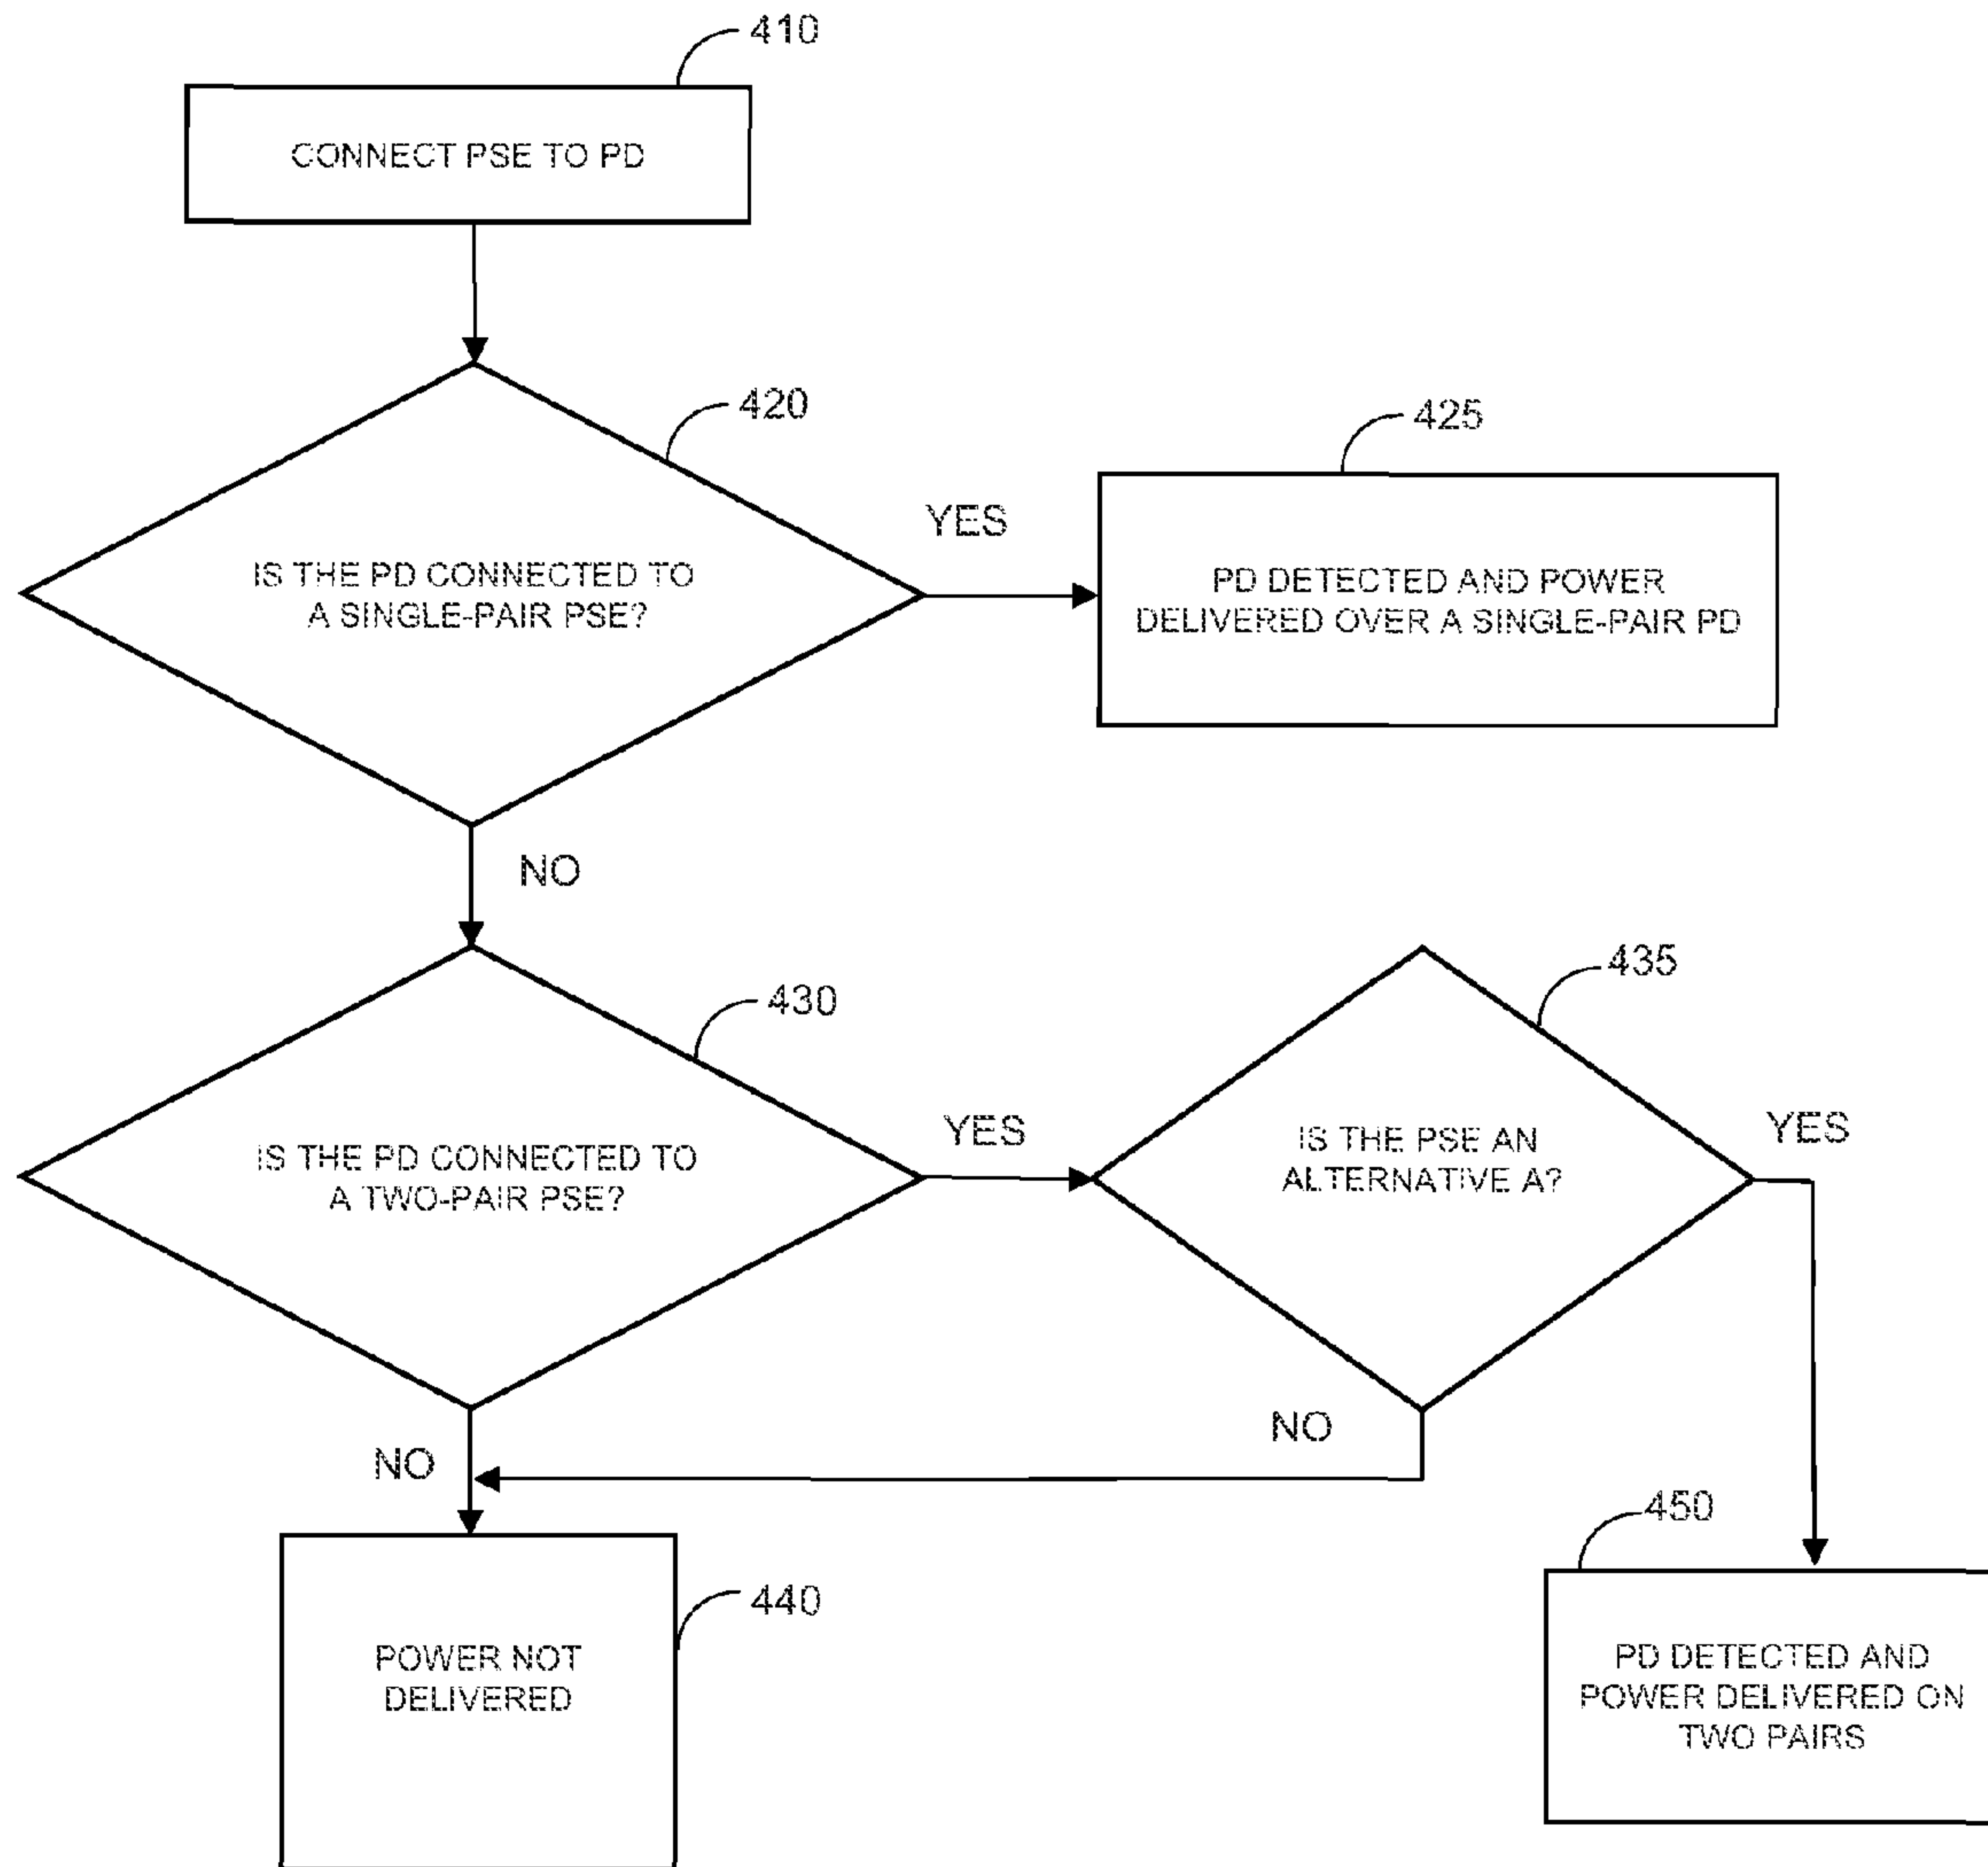 410
CONNECT PSE TO PD
420
IS THE PD CONNECTED TO
A SINGLE-PAIR PSE?
YES
425
PD DETECTED AND POWER
DELIVERED OVER A SINGLE-PAIR PD
NO
430
IS THE PD CONNECTED TO
A TWO-PAIR PSE?
YES
435
IS THE PSE AN
ALTERNATIVE A?
YES
NO
NO
440
POWER NOT
DELIVERED
450
PD DETECTED AND
POWER DELIVERED ON
TWO PAIRS